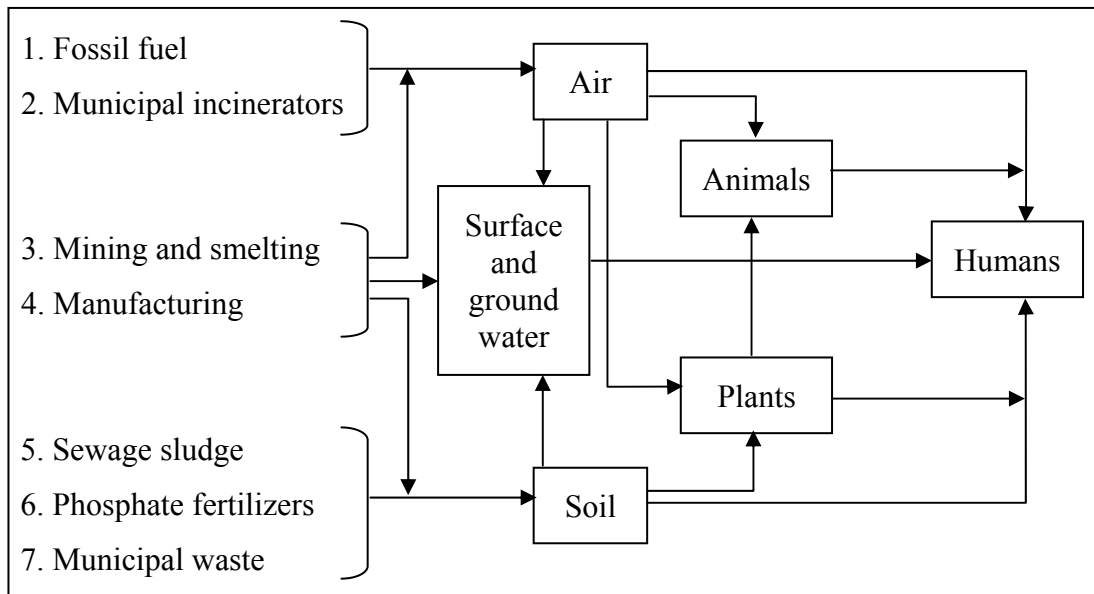 1. Fossil fuel
2. Municipal incinerators
3. Mining and smelting
4. Manufacturing
5. Sewage sludge
6. Phosphate fertilizers
7. Municipal waste
Air
Surface
and
ground
water
Soil
Animals
Plants
Humans